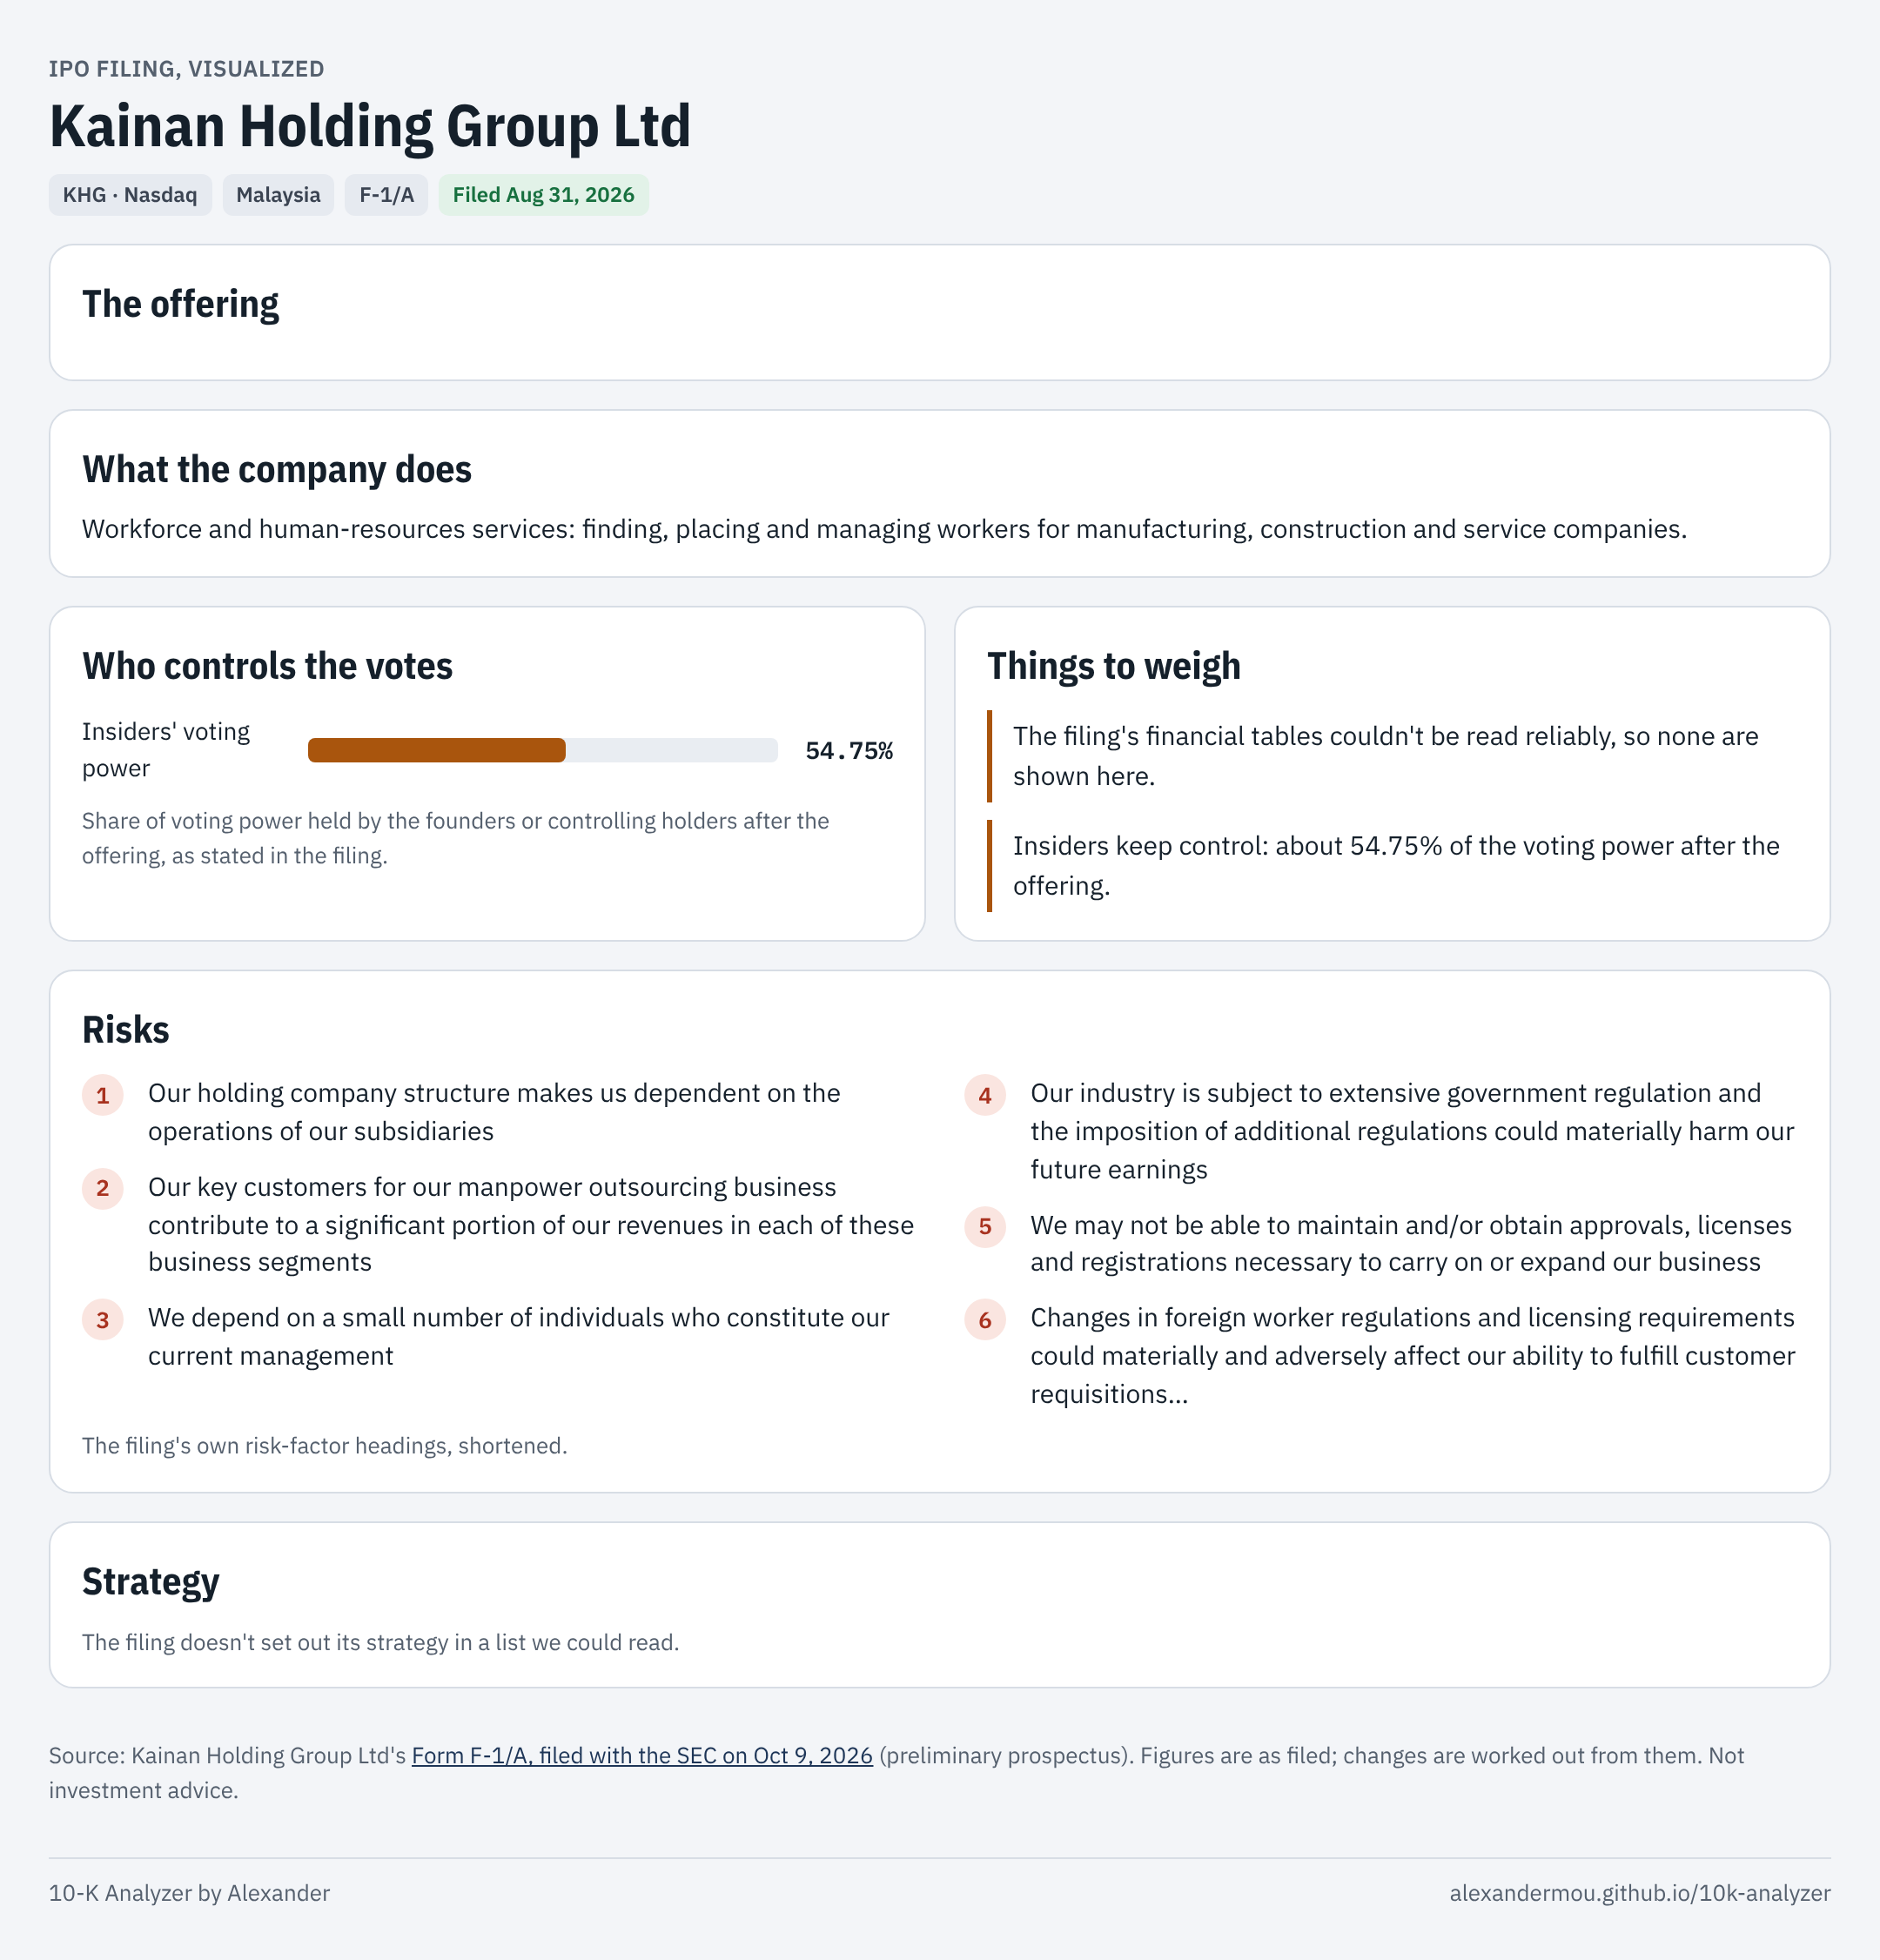 IPO FILING, VISUALIZED
Kainan Holding Group Ltd
KHG · Nasdaq
Malaysia
F-1/A
Filed Aug 31, 2026
The offering
What the company does
Workforce and human-resources services: finding, placing and managing workers for manufacturing, construction and service companies.
Who controls the votes
Insiders' voting
power
54.75%
Share of voting power held by the founders or controlling holders after the
offering, as stated in the filing.
Things to weigh
The filing's financial tables couldn't be read reliably, so none are
shown here.
Insiders keep control: about 54.75% of the voting power after the
offering.
Risks
1
Our holding company structure makes us dependent on the
operations of our subsidiaries
2
Our key customers for our manpower outsourcing business
contribute to a significant portion of our revenues in each of these
business segments
3
We depend on a small number of individuals who constitute our
current management
4
Our industry is subject to extensive government regulation and
the imposition of additional regulations could materially harm our
future earnings
5
We may not be able to maintain and/or obtain approvals, licenses
and registrations necessary to carry on or expand our business
6
Changes in foreign worker regulations and licensing requirements
could materially and adversely affect our ability to fulfill customer
requisitions...
The filing's own risk-factor headings, shortened.
Strategy
The filing doesn't set out its strategy in a list we could read.
Source: Kainan Holding Group Ltd's Form F-1/A, filed with the SEC on Oct 9, 2026 (preliminary prospectus). Figures are as filed; changes are worked out from them. Not
investment advice.
10-K Analyzer by Alexander
alexandermou.github.io/10k-analyzer